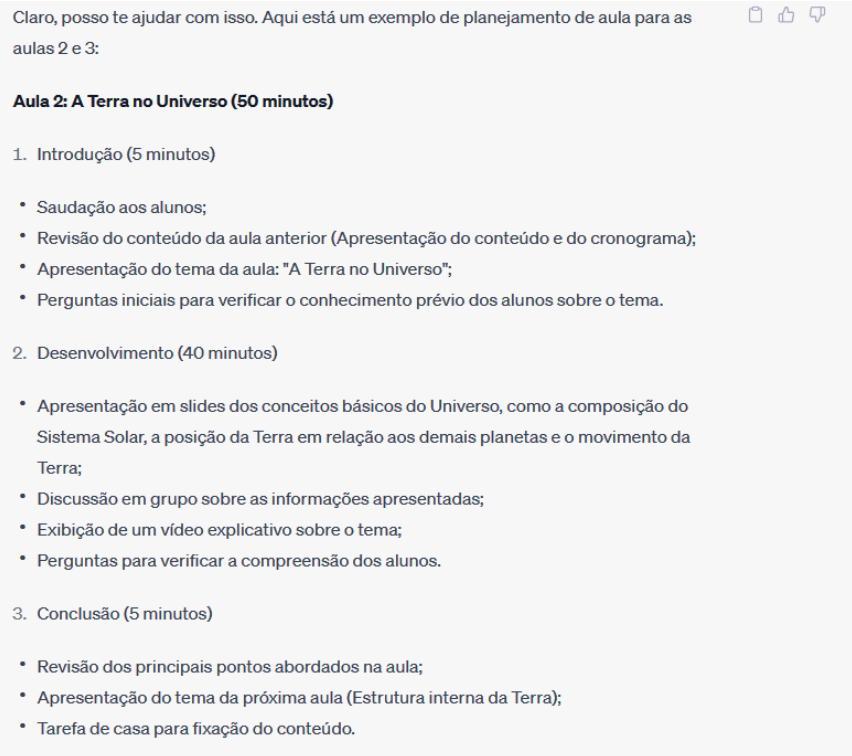 Claro, posso te ajudar com isso. Aqui está um exemplo de planejamento de aula para as
aulas 2 e 3:
Aula 2: A Terra no Universo (50 minutos)
1. Introdução (5 minutos)
• Saudação aos alunos;
• Revisão do conteúdo da aula anterior (Apresentação do conteúdo e do cronograma);
• Apresentação do tema da aula: "A Terra no Universo";
• Perguntas iniciais para verificar o conhecimento prévio dos alunos sobre o tema.
2. Desenvolvimento (40 minutos)
• Apresentação em slides dos conceitos básicos do Universo, como a composição do
Sistema Solar, a posição da Terra em relação aos demais planetas e o movimento da
Terra;
• Discussão em grupo sobre as informações apresentadas;
• Exibição de um vídeo explicativo sobre o tema;
• Perguntas para verificar a compreensão dos alunos.
3. Conclusão (5 minutos)
• Revisão dos principais pontos abordados na aula;
• Apresentação do tema da próxima aula (Estrutura interna da Terra);
• Tarefa de casa para fixação do conteúdo.